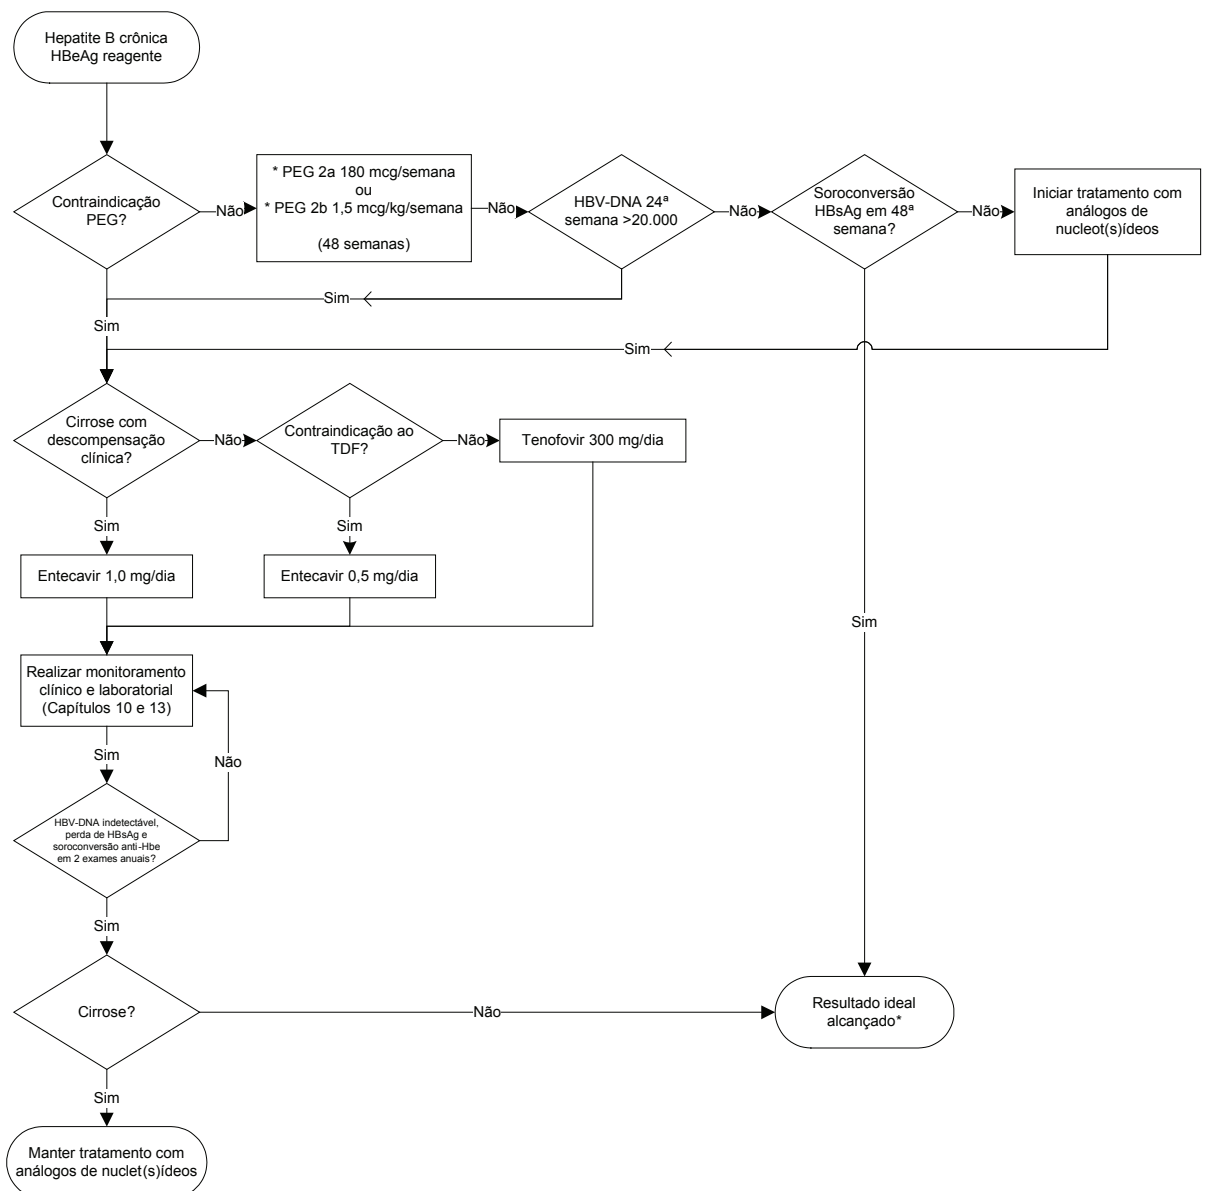 Hepatite B crônica
HBeAg reagente
Contraindicação
PEG?
Não
* PEG 2a 180 mcg/semana
ou
* PEG 2b 1,5 mcg/kg/semana
(48 semanas)
Não
HBV-DNA 24ª
semana >20.000
Não
Soroconversão
HBsAg em 48ª
semana?
Não
Iniciar tratamento com
análogos de
nucleot(s)ídeos
Sim
Sim
Sim
Cirrose com
descompensação
clínica?
Não
Contraindicação ao
TDF?
Não
Tenofovir 300 mg/dia
Sim
Sim
Entecavir 1,0 mg/dia
Entecavir 0,5 mg/dia
Sim
Realizar monitoramento
clínico e laboratorial
(Capítulos 10 e 13)
Sim
Não
HBV-DNA indetectável,
perda de HBsAg e
soroconversão anti-Hbe
em 2 exames anuais?
Sim
Cirrose?
Não
Resultado ideal
alcançado*
Sim
Manter tratamento com
análogos de nuclet(s)ídeos